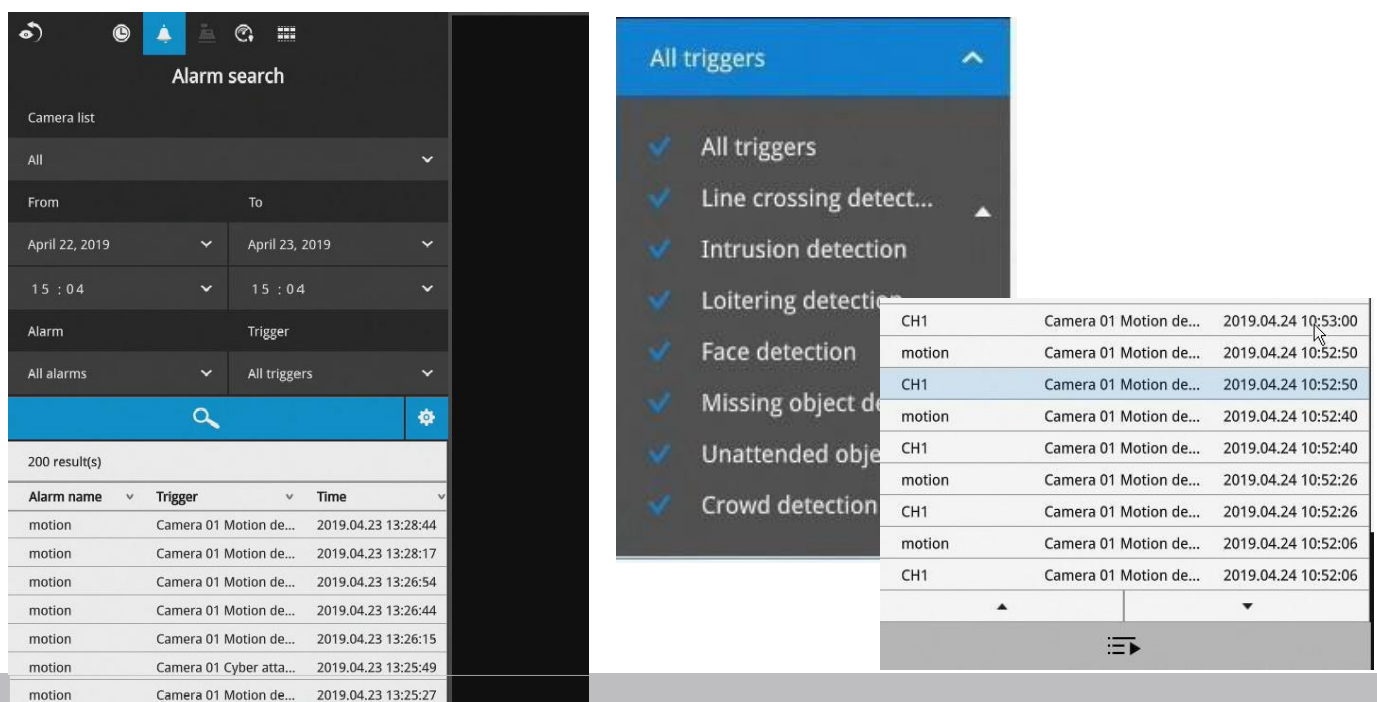 Alarm search
Camera list
All
From To
April 22, 2019 April 23, 2019
15 :04 15 :04
Alarm Trigger
All alarms All triggers
200 result(s)
Alarm name Trigger Time
motion Camera 01 Motion de... 2019.04.23 13:28:44
motion Camera 01 Motion de... 2019.04.23 13:28:17
motion Camera 01 Motion de... 2019.04.23 13:26:54
motion Camera 01 Motion de... 2019.04.23 13:26:44
motion Camera 01 Motion de... 2019.04.23 13:26:15
motion Camera 01 Cyber atta... 2019.04.23 13:25:49
motion Camera 01 Motion de... 2019.04.23 13:25:27
All triggers
All triggers
Line crossing detect...
Intrusion detection
Loitering detection
Face detection
Missing object de
Unattended obje
Crowd detection
CH1 Camera 01 Motion de... 2019.04.24 10:53:00
motion Camera 01 Motion de... 2019.04.24 10:52:50
CH1 Camera 01 Motion de... 2019.04.24 10:52:50
motion Camera 01 Motion de... 2019.04.24 10:52:40
CH1 Camera 01 Motion de... 2019.04.24 10:52:40
motion Camera 01 Motion de... 2019.04.24 10:52:26
CH1 Camera 01 Motion de... 2019.04.24 10:52:26
motion Camera 01 Motion de... 2019.04.24 10:52:06
CH1 Camera 01 Motion de... 2019.04.24 10:52:06